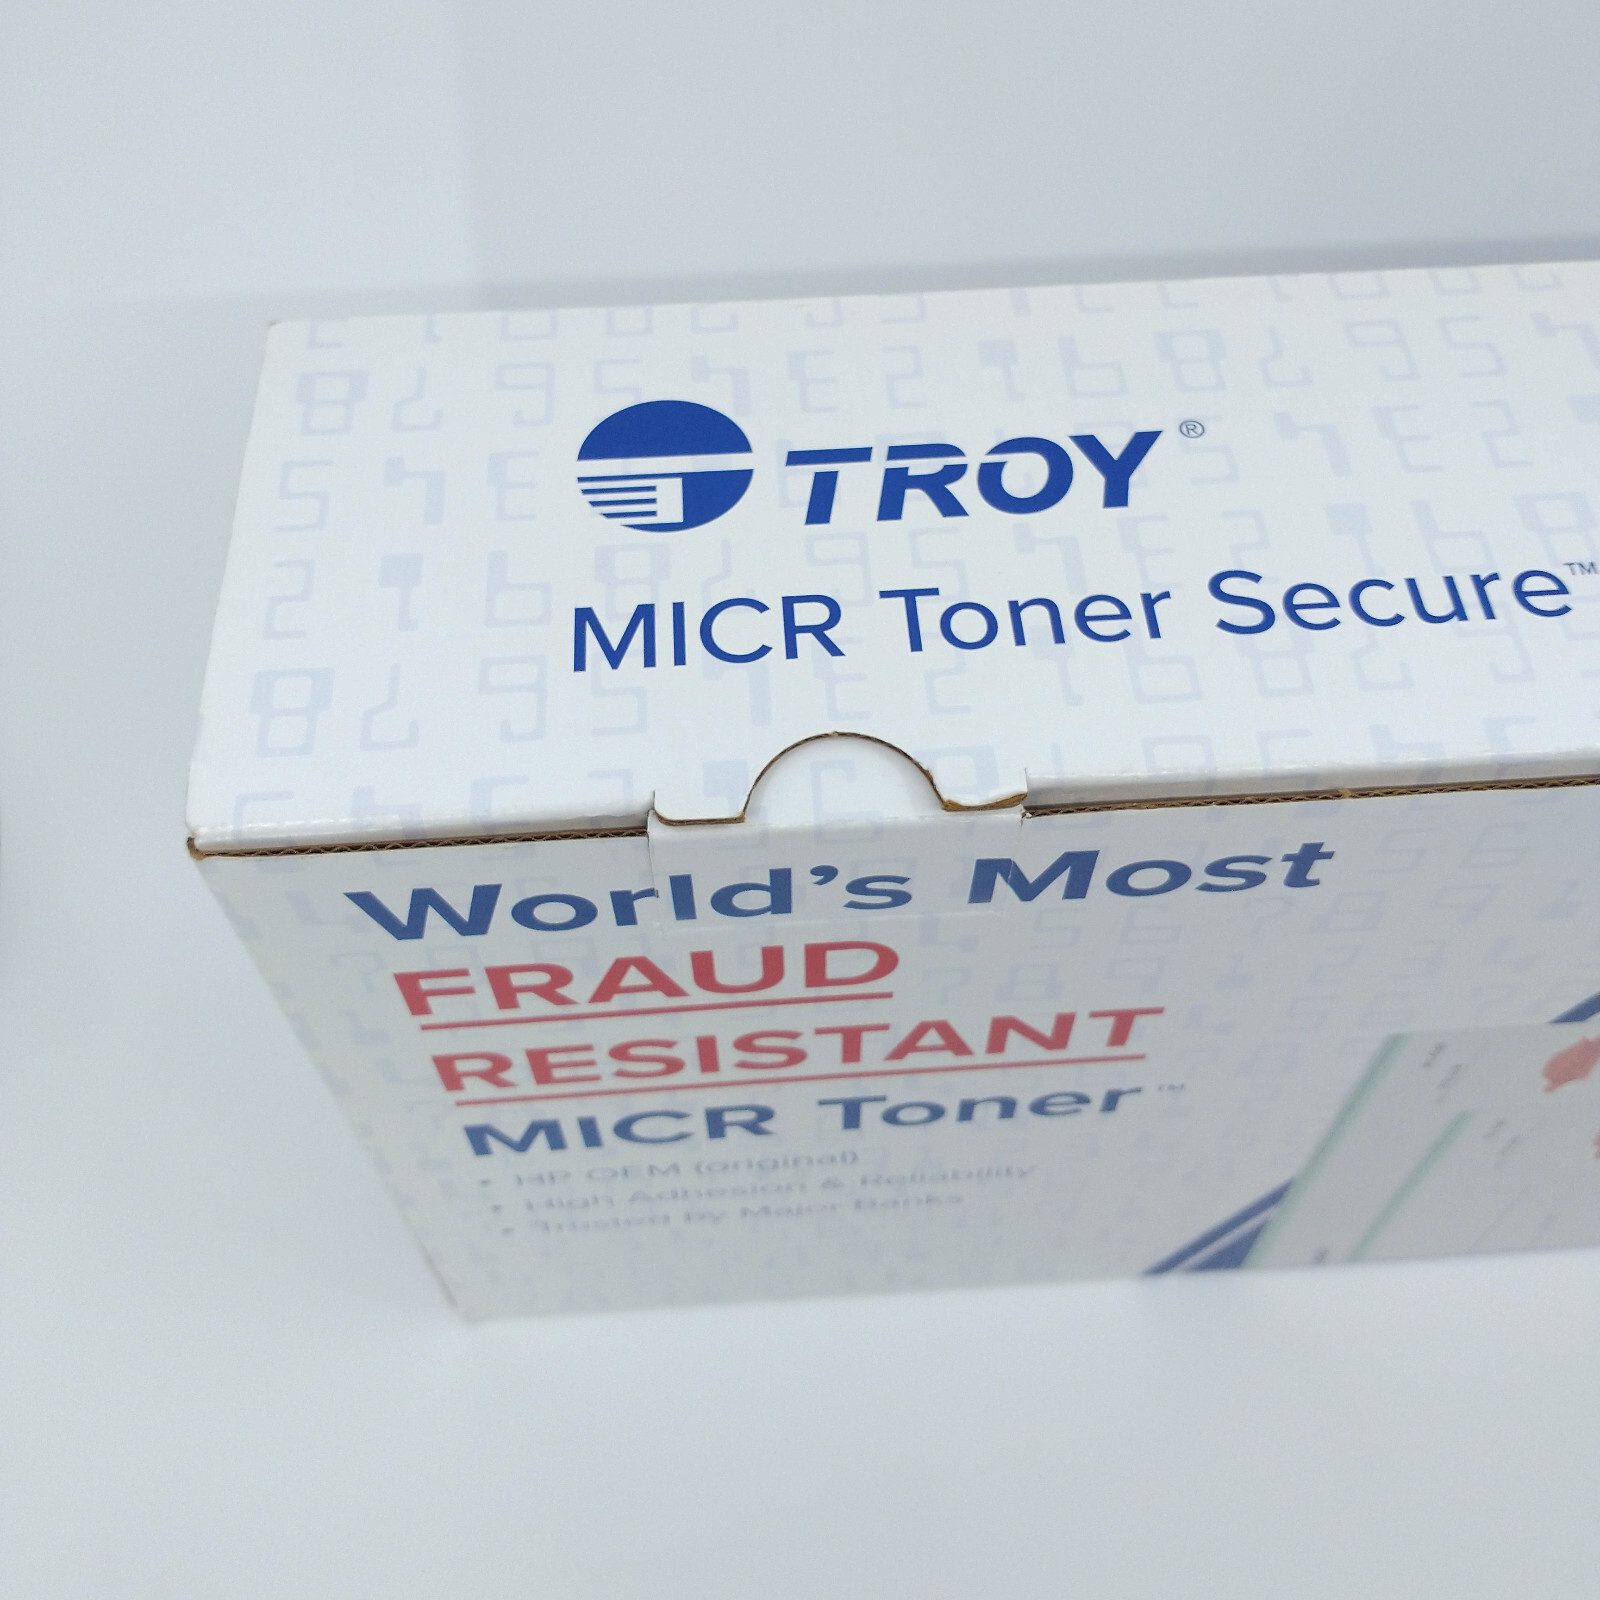 TROY®
MICR Toner Secure™
World's Most
FRAUD
RESISTANT
MICR Toner™
• HP OEM (original)
• High Adhesion & Reliability
• Trusted by Major Banks